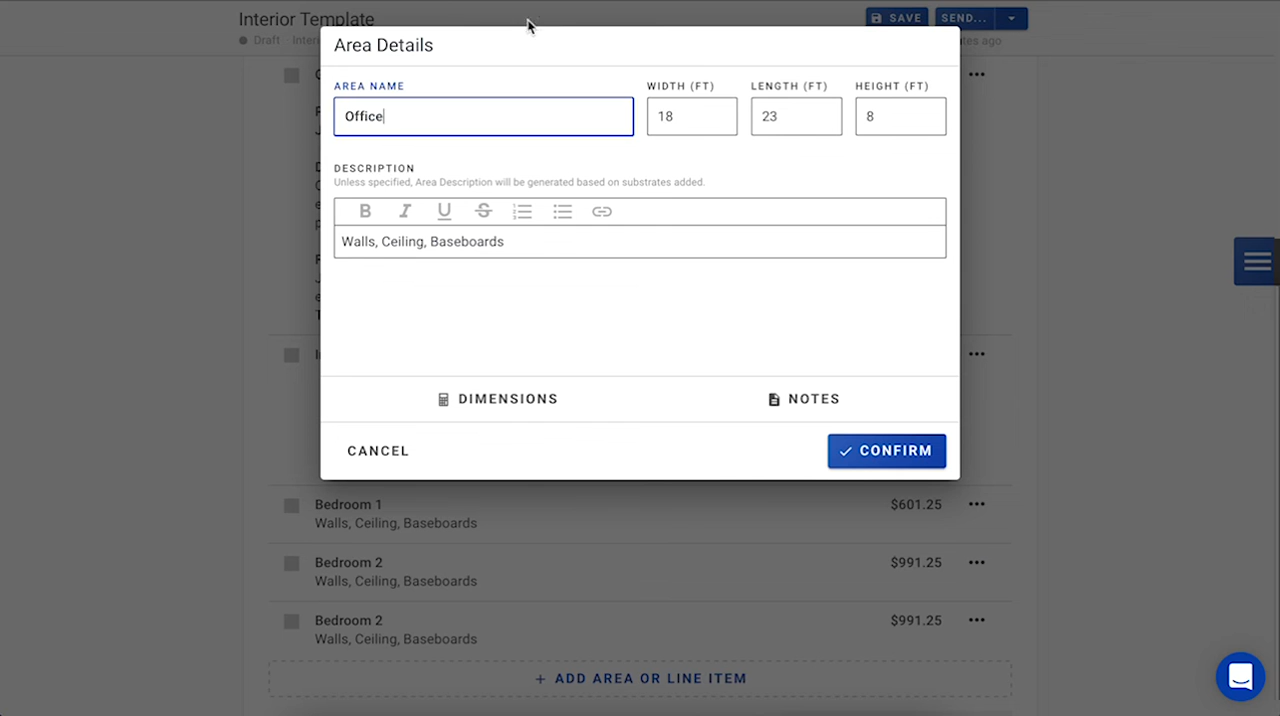 Interior Template
SAVE
SEND...
Draft
Area Details
AREA NAME
WIDTH (FT)
LENGTH (FT)
HEIGHT (FT)
Office
18
23
8
DESCRIPTION
Unless specified, Area Description will be generated based on substrates added.
B I U S
Walls, Ceiling, Baseboards
DIMENSIONS
NOTES
CANCEL
CONFIRM
Bedroom 1
$601.25
Walls, Ceiling, Baseboards
Bedroom 2
$991.25
Walls, Ceiling, Baseboards
Bedroom 2
$991.25
Walls, Ceiling, Baseboards
+ ADD AREA OR LINE ITEM